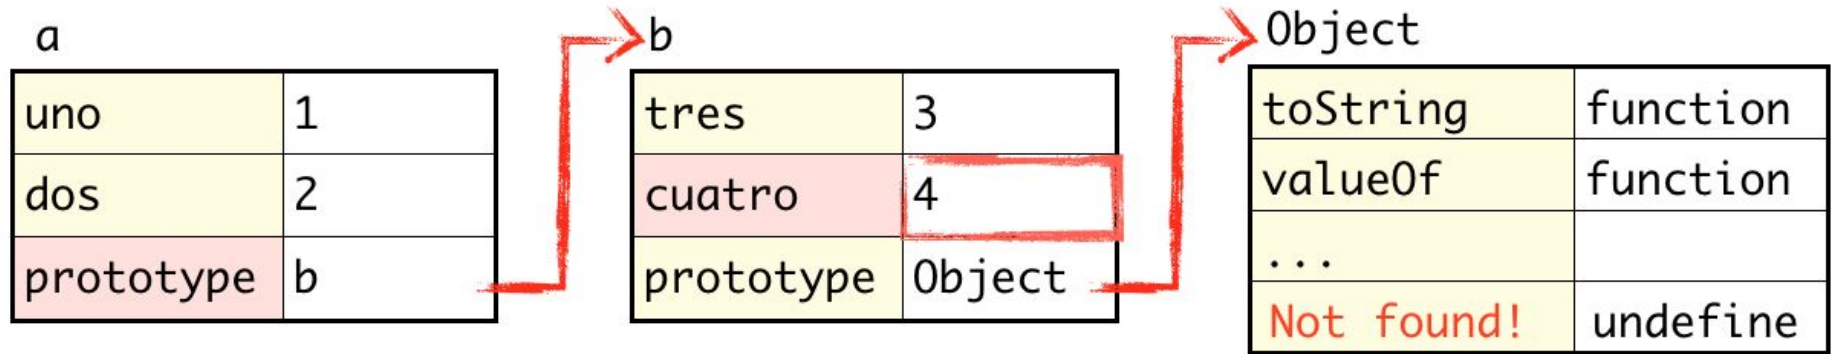 a
uno 1
dos 2
prototype b
b
tres 3
cuatro 4
prototype Object
Object
toString function
valueOf function
...
Not found! undefine